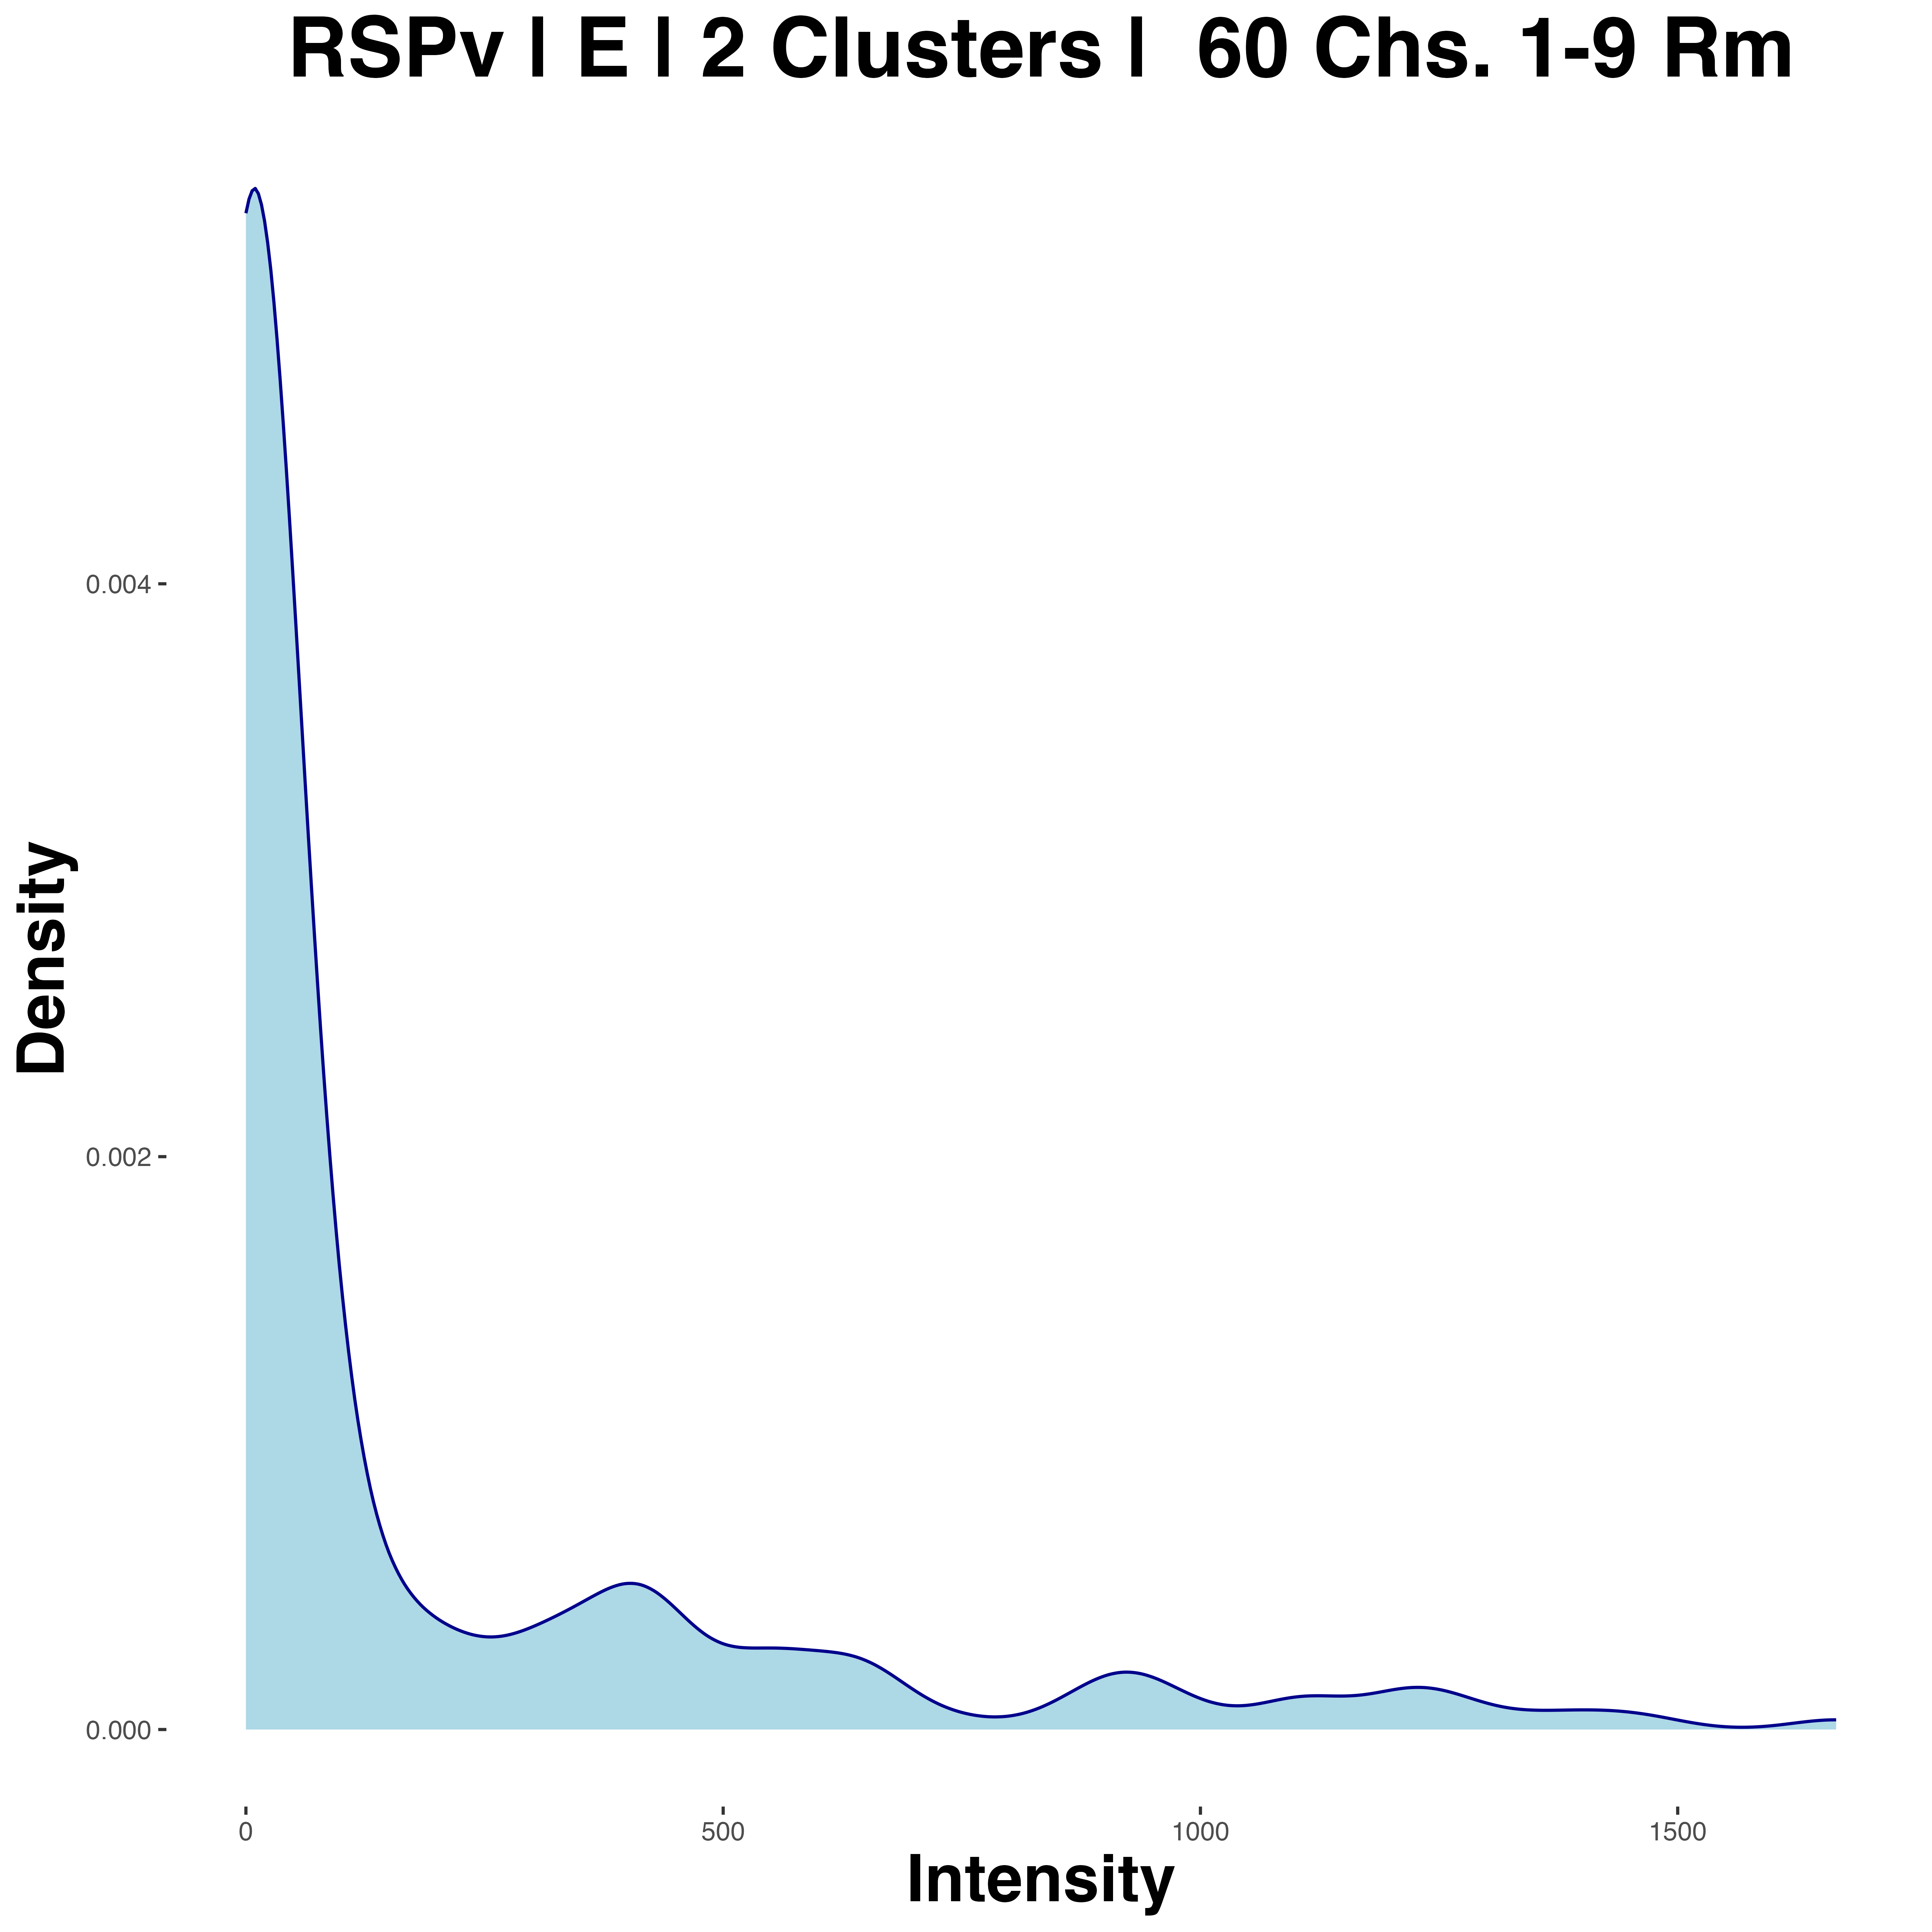 RSPv | E | 2 Clusters | 60 Chs. 1-9 Rm
Density
0.004
0.002
0.000
0 500 1000 1500
Intensity